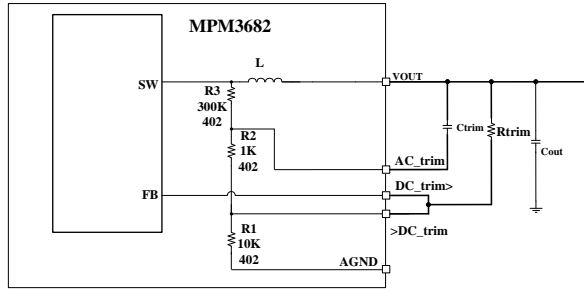 MPM3682
L
SW
VOUT
R3
300K
402
Ctrim
Rtrim
R2
1K
402
Cout
AC_trim
FB
DC_trim>
R1
10K
402
>DC_trim
AGND